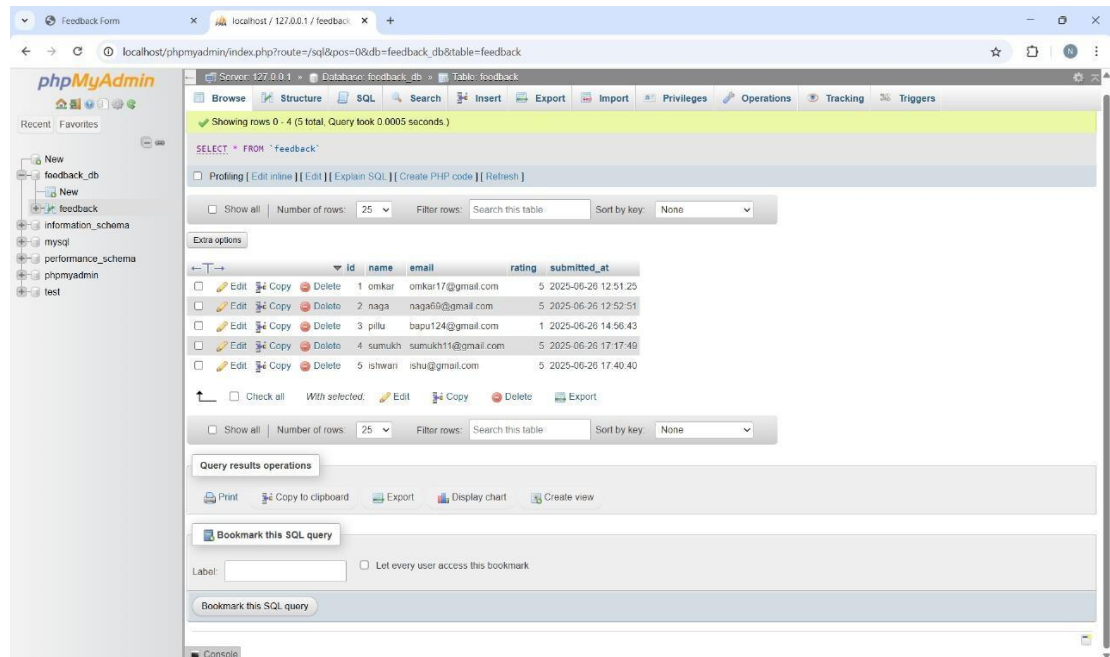 Feedback Form
localhost / 127.0.0.1 / feedback
localhost/phpmyadmin/index.php?route=/sql&pos=0&db=feedback_db&table=feedback
N
phpMyAdmin
Recent Favorites
New
feedback_db
New
feedback
information_schema
mysql
performance_schema
phpmyadmin
test
Server: 127.0.0.1 » Database: feedback_db » Table: feedback
Browse Structure SQL Search Insert Export Import Privileges Operations Tracking Triggers
Showing rows 0 - 4 (5 total, Query took 0.0005 seconds.)
SELECT * FROM `feedback`
Profiling [ Edit inline ] [ Edit ] [ Explain SQL ] [ Create PHP code ] [ Refresh ]
Show all | Number of rows: 25 Filter rows: Search this table Sort by key: None
Extra options
←T→ id name email rating submitted_at
Edit Copy Delete 1 omkar omkar17@gmail.com 5 2025-06-26 12:51:25
Edit Copy Delete 2 naga naga69@gmail.com 5 2025-06-26 12:52:51
Edit Copy Delete 3 pillu bapu124@gmail.com 1 2025-06-26 14:56:43
Edit Copy Delete 4 sumukh sumukh11@gmail.com 5 2025-06-26 17:17:49
Edit Copy Delete 5 ishwari ishu@gmail.com 5 2025-06-26 17:40:40
Check all With selected: Edit Copy Delete Export
Show all | Number of rows: 25 Filter rows: Search this table Sort by key: None
Query results operations
Print Copy to clipboard Export Display chart Create view
Bookmark this SQL query
Label: Let every user access this bookmark
Bookmark this SQL query
Console